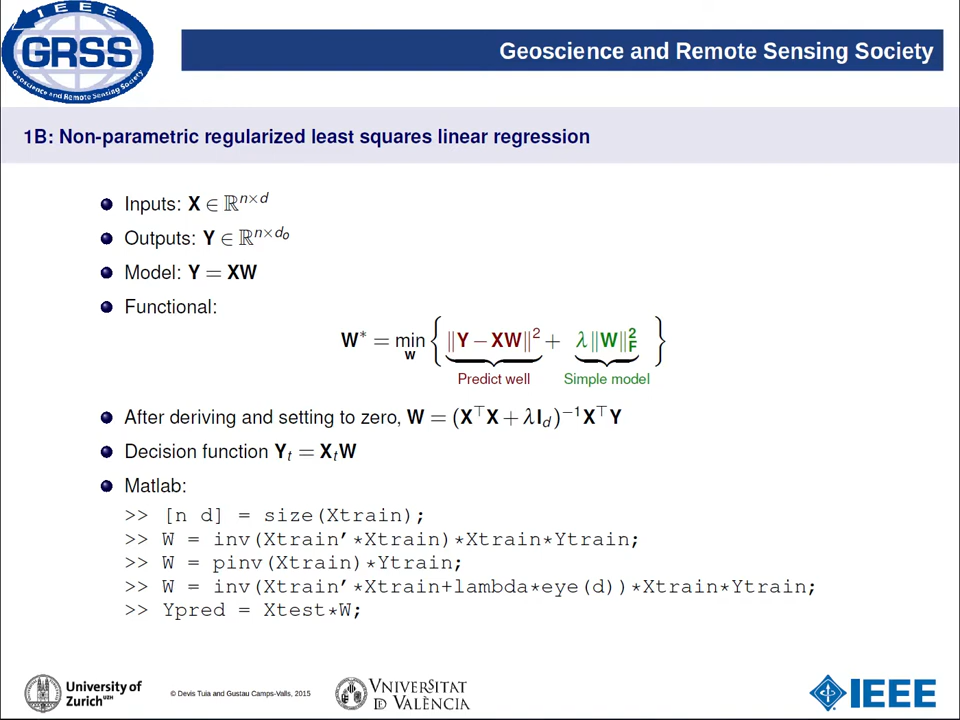 IEEE
GRSS
Geoscience and Remote Sensing Society
Geoscience and Remote Sensing Society
1B: Non-parametric regularized least squares linear regression
Inputs: X ∈ ℝ^{n×d}
Outputs: Y ∈ ℝ^{n×d_o}
Model: Y = XW
Functional:
W* = min_W { ‖Y − XW‖² + λ‖W‖²_F }
Predict well Simple model
After deriving and setting to zero, W = (X^⊤X + λI_d)^{−1}X^⊤Y
Decision function Y_t = X_tW
Matlab:
>> [n d] = size(Xtrain);
>> W = inv(Xtrain’*Xtrain)*Xtrain*Ytrain;
>> W = pinv(Xtrain)*Ytrain;
>> W = inv(Xtrain’*Xtrain+lambda*eye(d))*Xtrain*Ytrain;
>> Ypred = Xtest*W;
University of
Zurich UZH
© Devis Tuia and Gustau Camps-Valls, 2015
VNIVERSITAT
ID VALÈNCIA
IEEE